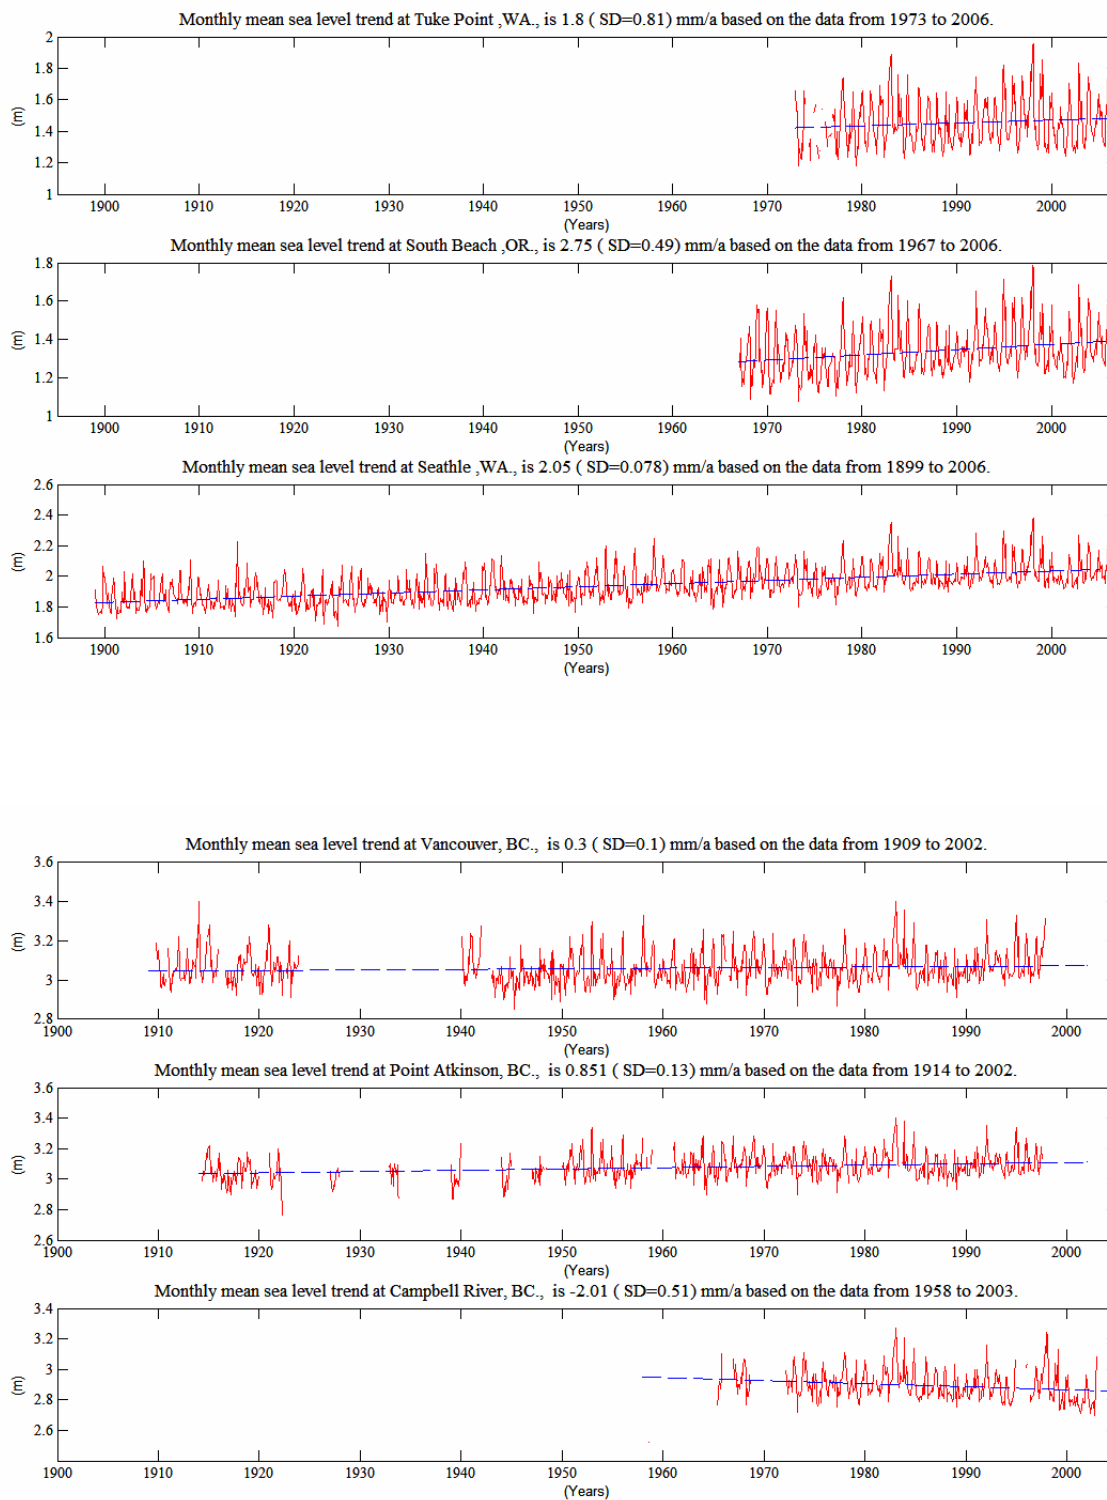 Monthly mean sea level trend at Tuke Point ,WA., is 1.8 ( SD=0.81) mm/a based on the data from 1973 to 2006.
2
1.8
1.6
1.4
1.2
1
(m)
1900 1910 1920 1930 1940 1950 1960 1970 1980 1990 2000
(Years)
Monthly mean sea level trend at South Beach ,OR., is 2.75 ( SD=0.49) mm/a based on the data from 1967 to 2006.
1.8
1.6
1.4
1.2
1
(m)
1900 1910 1920 1930 1940 1950 1960 1970 1980 1990 2000
(Years)
Monthly mean sea level trend at Seathle ,WA., is 2.05 ( SD=0.078) mm/a based on the data from 1899 to 2006.
2.6
2.4
2.2
2
1.8
1.6
(m)
1900 1910 1920 1930 1940 1950 1960 1970 1980 1990 2000
(Years)
Monthly mean sea level trend at Vancouver, BC., is 0.3 ( SD=0.1) mm/a based on the data from 1909 to 2002.
3.6
3.4
3.2
3
2.8
(m)
1900 1910 1920 1930 1940 1950 1960 1970 1980 1990 2000
(Years)
Monthly mean sea level trend at Point Atkinson, BC., is 0.851 ( SD=0.13) mm/a based on the data from 1914 to 2002.
3.6
3.4
3.2
3
2.8
2.6
(m)
1900 1910 1920 1930 1940 1950 1960 1970 1980 1990 2000
(Years)
Monthly mean sea level trend at Campbell River, BC., is -2.01 ( SD=0.51) mm/a based on the data from 1958 to 2003.
3.4
3.2
3
2.8
2.6
(m)
1900 1910 1920 1930 1940 1950 1960 1970 1980 1990 2000
(Years)